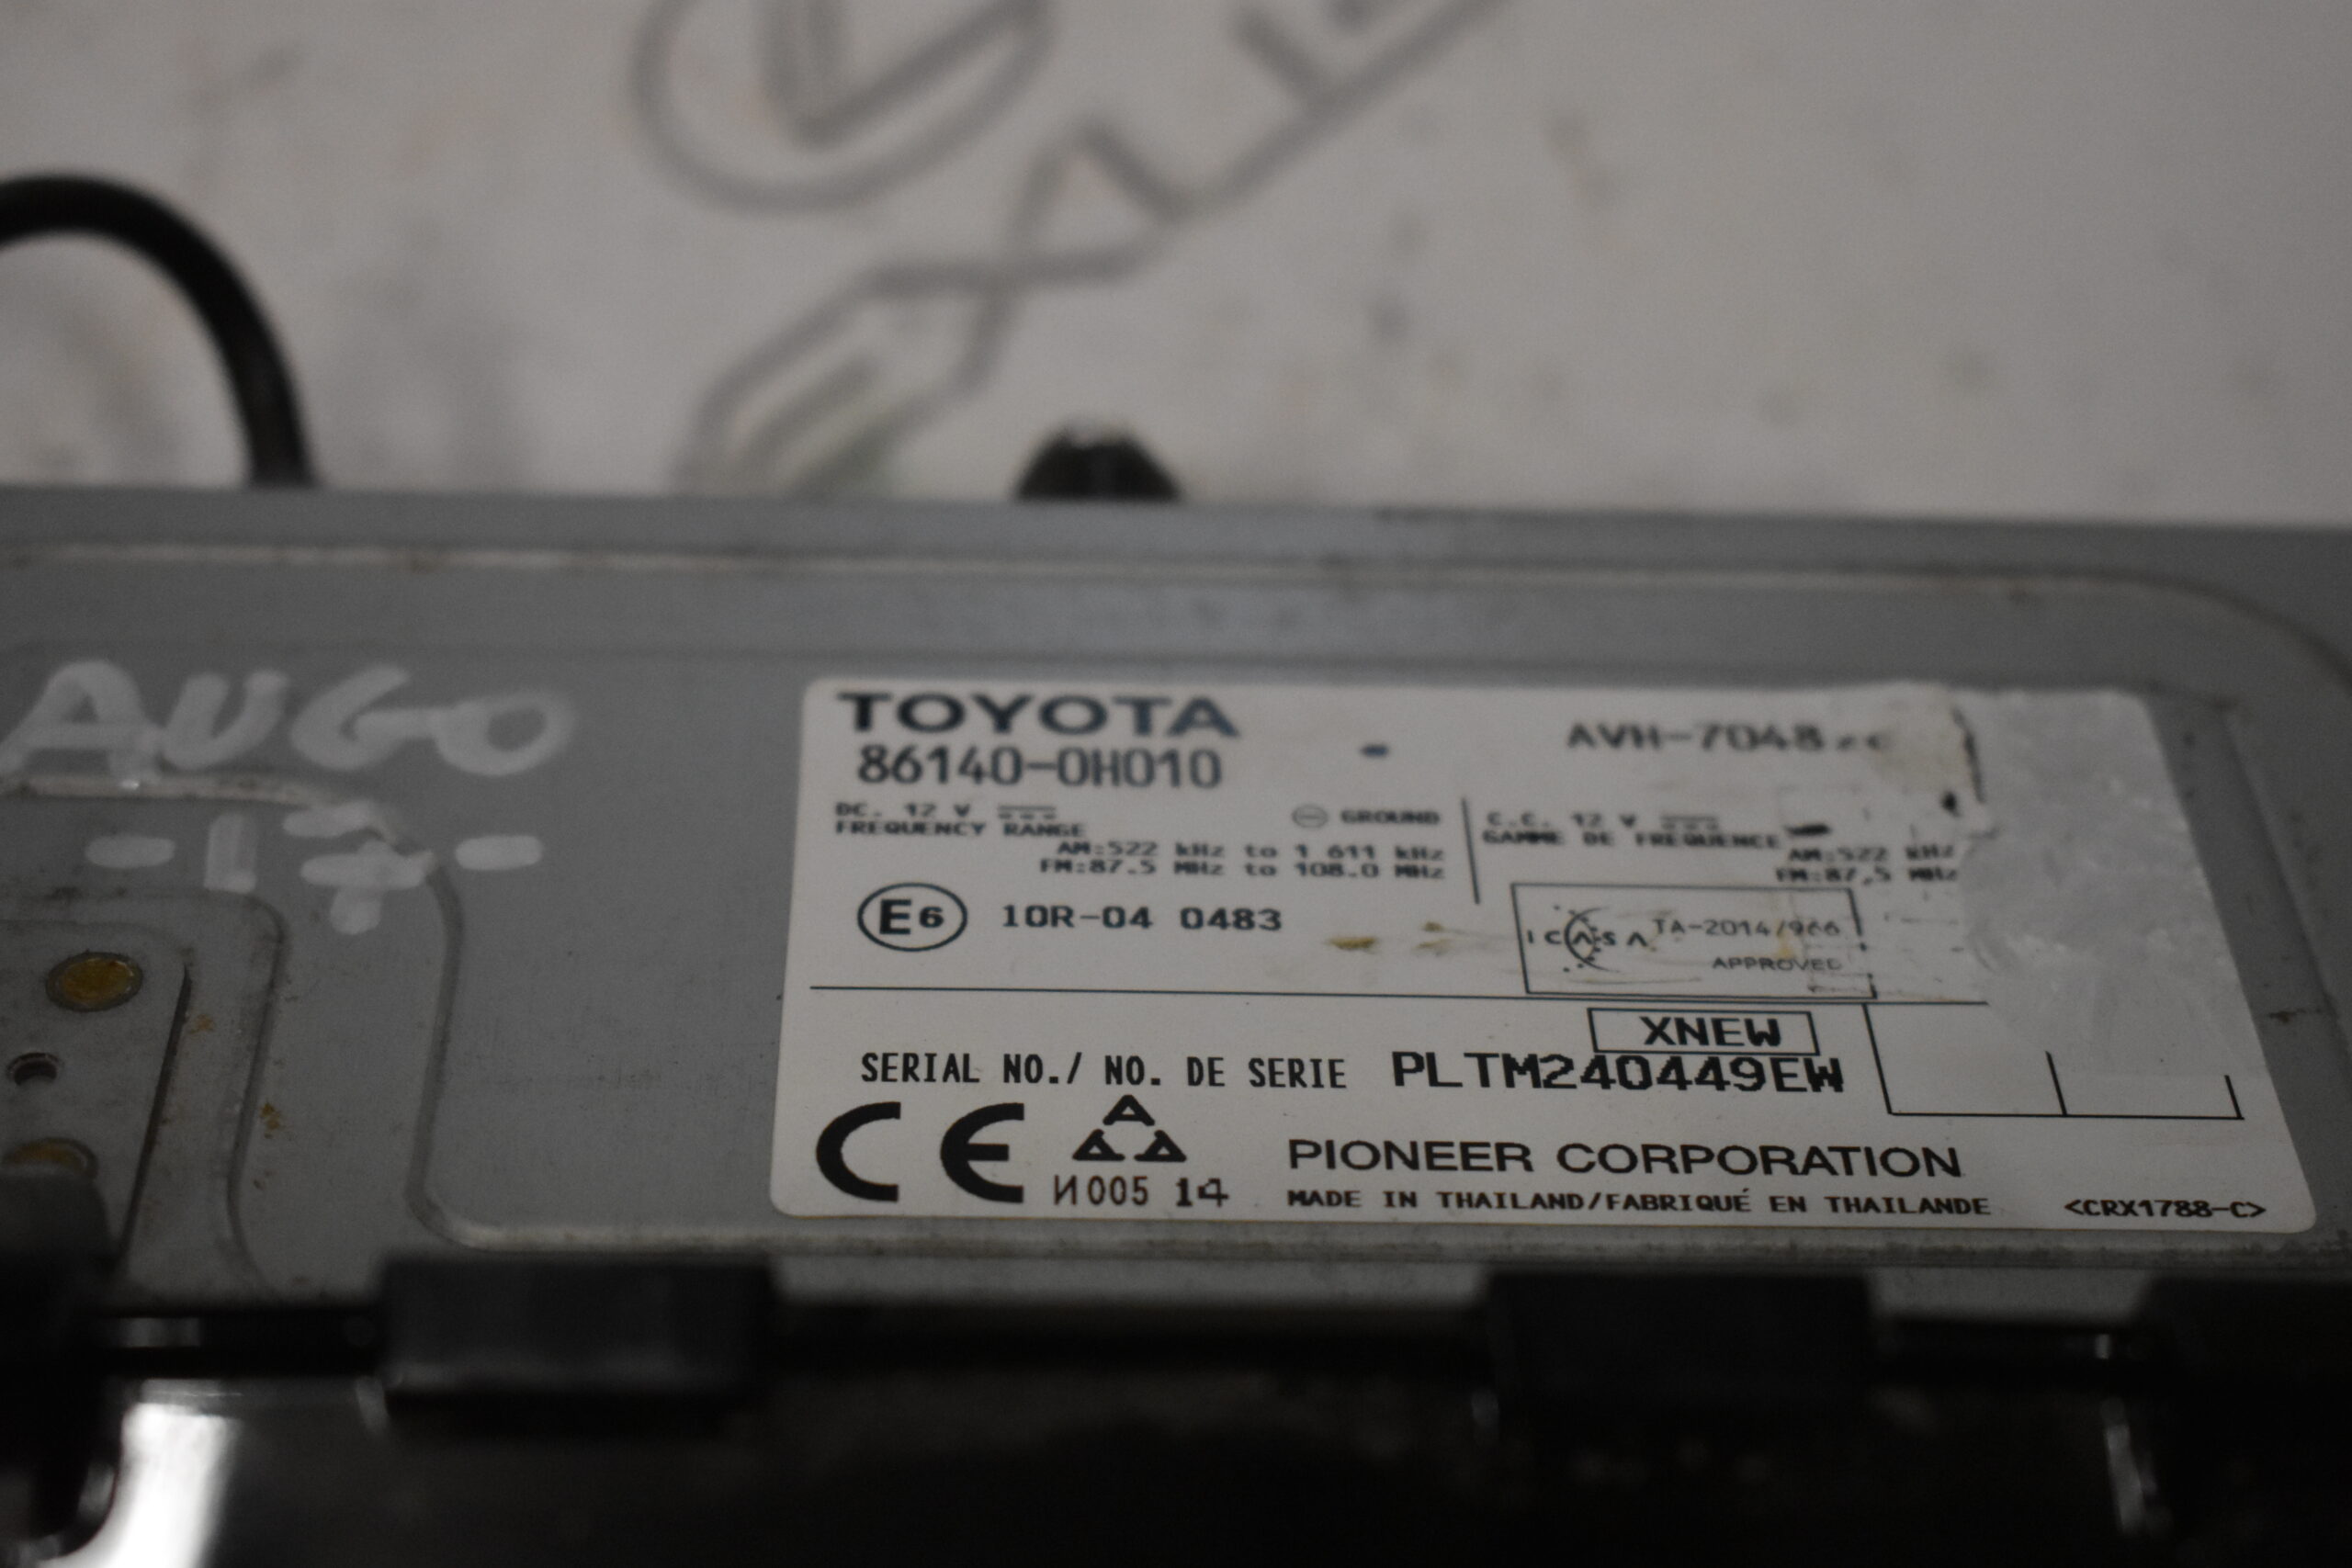 AUGO
-17-
TOYOTA
86140-0H010
AVH-7048
DC. 12 V
GROUND
FREQUENCY RANGE
AM:522 kHz to 1 611 kHz
FM:87.5 MHz to 108.0 MHz
C.C. 12 V
GAMME DE FREQUENCE
AM:522 kHz
FM:87,5 MHz
E6 10R-04 0483
ICASA TA-2014/966
APPROVED
XNEW
SERIAL NO./ NO. DE SERIE PLTM240449EW
CE
И005 14
PIONEER CORPORATION
MADE IN THAILAND/FABRIQUÉ EN THAILANDE <CRX1788-C>